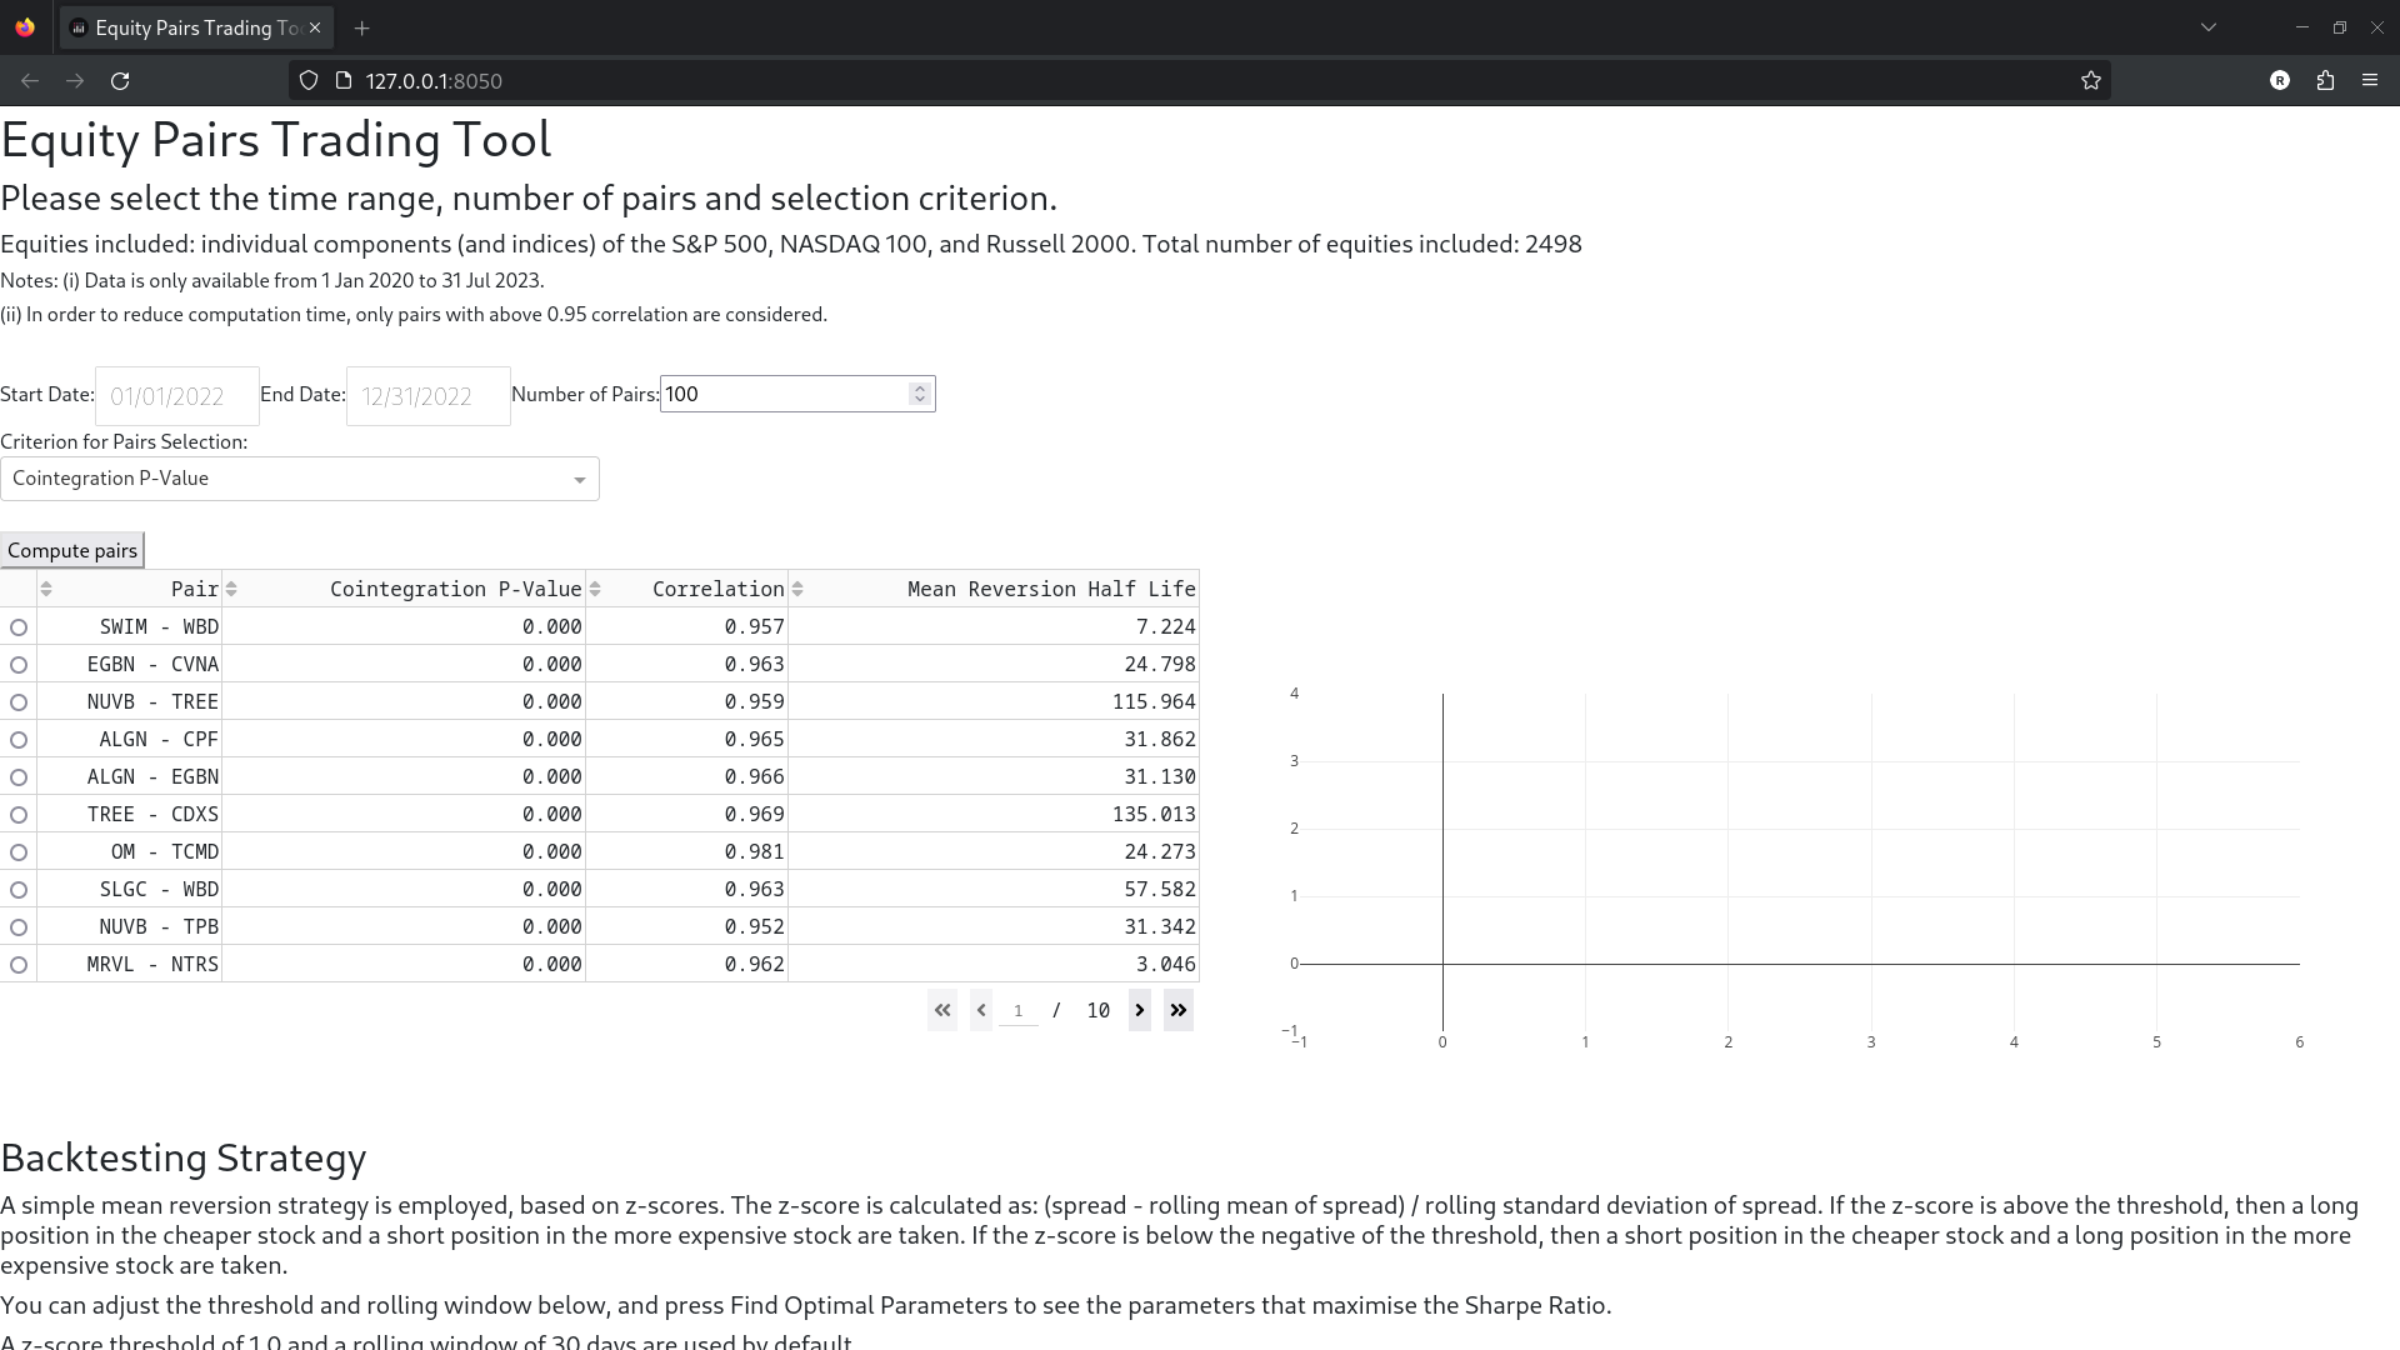 Equity Pairs Trading To
127.0.0.1:8050
Equity Pairs Trading Tool
Please select the time range, number of pairs and selection criterion.
Equities included: individual components (and indices) of the S&P 500, NASDAQ 100, and Russell 2000. Total number of equities included: 2498
Notes: (i) Data is only available from 1 Jan 2020 to 31 Jul 2023.
(ii) In order to reduce computation time, only pairs with above 0.95 correlation are considered.
Start Date: 01/01/2022 End Date: 12/31/2022 Number of Pairs: 100
Criterion for Pairs Selection:
Cointegration P-Value
Compute pairs
Pair Cointegration P-Value Correlation Mean Reversion Half Life
SWIM - WBD 0.000 0.957 7.224
EGBN - CVNA 0.000 0.963 24.798
NUVB - TREE 0.000 0.959 115.964
ALGN - CPF 0.000 0.965 31.862
ALGN - EGBN 0.000 0.966 31.130
TREE - CDXS 0.000 0.969 135.013
OM - TCMD 0.000 0.981 24.273
SLGC - WBD 0.000 0.963 57.582
NUVB - TPB 0.000 0.952 31.342
MRVL - NTRS 0.000 0.962 3.046
1 / 10
4
3
2
1
0
−1
−1 0 1 2 3 4 5 6
Backtesting Strategy
A simple mean reversion strategy is employed, based on z-scores. The z-score is calculated as: (spread - rolling mean of spread) / rolling standard deviation of spread. If the z-score is above the threshold, then a long
position in the cheaper stock and a short position in the more expensive stock are taken. If the z-score is below the negative of the threshold, then a short position in the cheaper stock and a long position in the more
expensive stock are taken.
You can adjust the threshold and rolling window below, and press Find Optimal Parameters to see the parameters that maximise the Sharpe Ratio.
A z-score threshold of 1.0 and a rolling window of 30 days are used by default